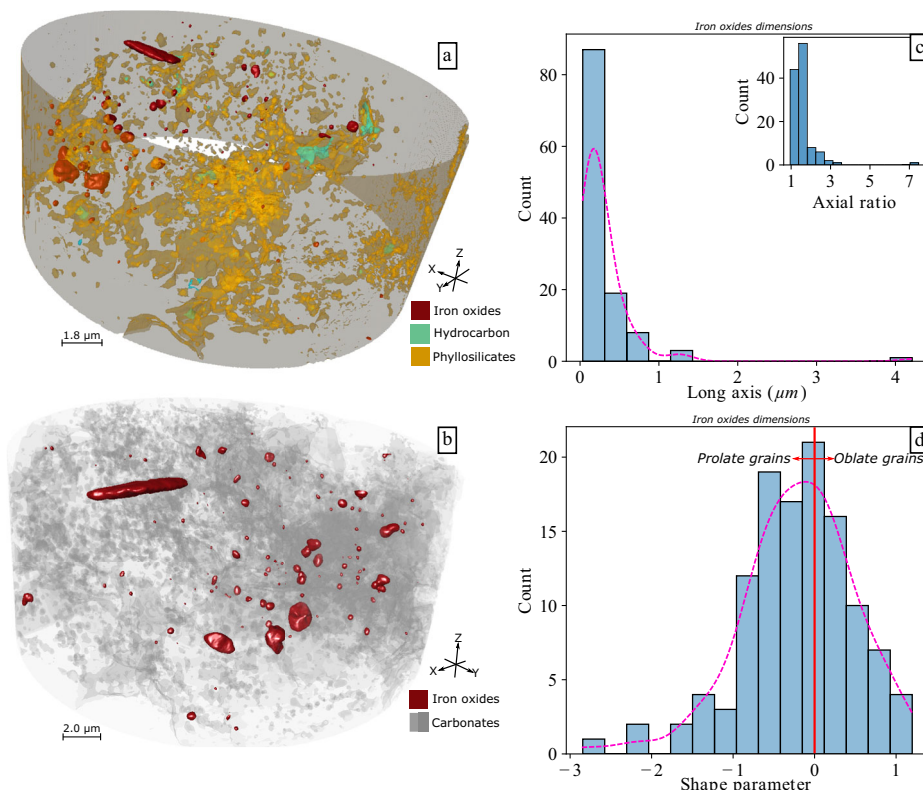 a
Z
X
Y
1.8 µm
Iron oxides
Hydrocarbon
Phyllosilicates
b
Z
X
Y
2.0 µm
Iron oxides
Carbonates
Iron oxides dimensions
c
80
60
40
20
0
Count
0 1 2 3 4
Long axis (µm)
40
20
0
Count
1 3 5 7
Axial ratio
Iron oxides dimensions
d
Prolate grains
Oblate grains
20
15
10
5
0
Count
−3 −2 −1 0 1
Shape parameter